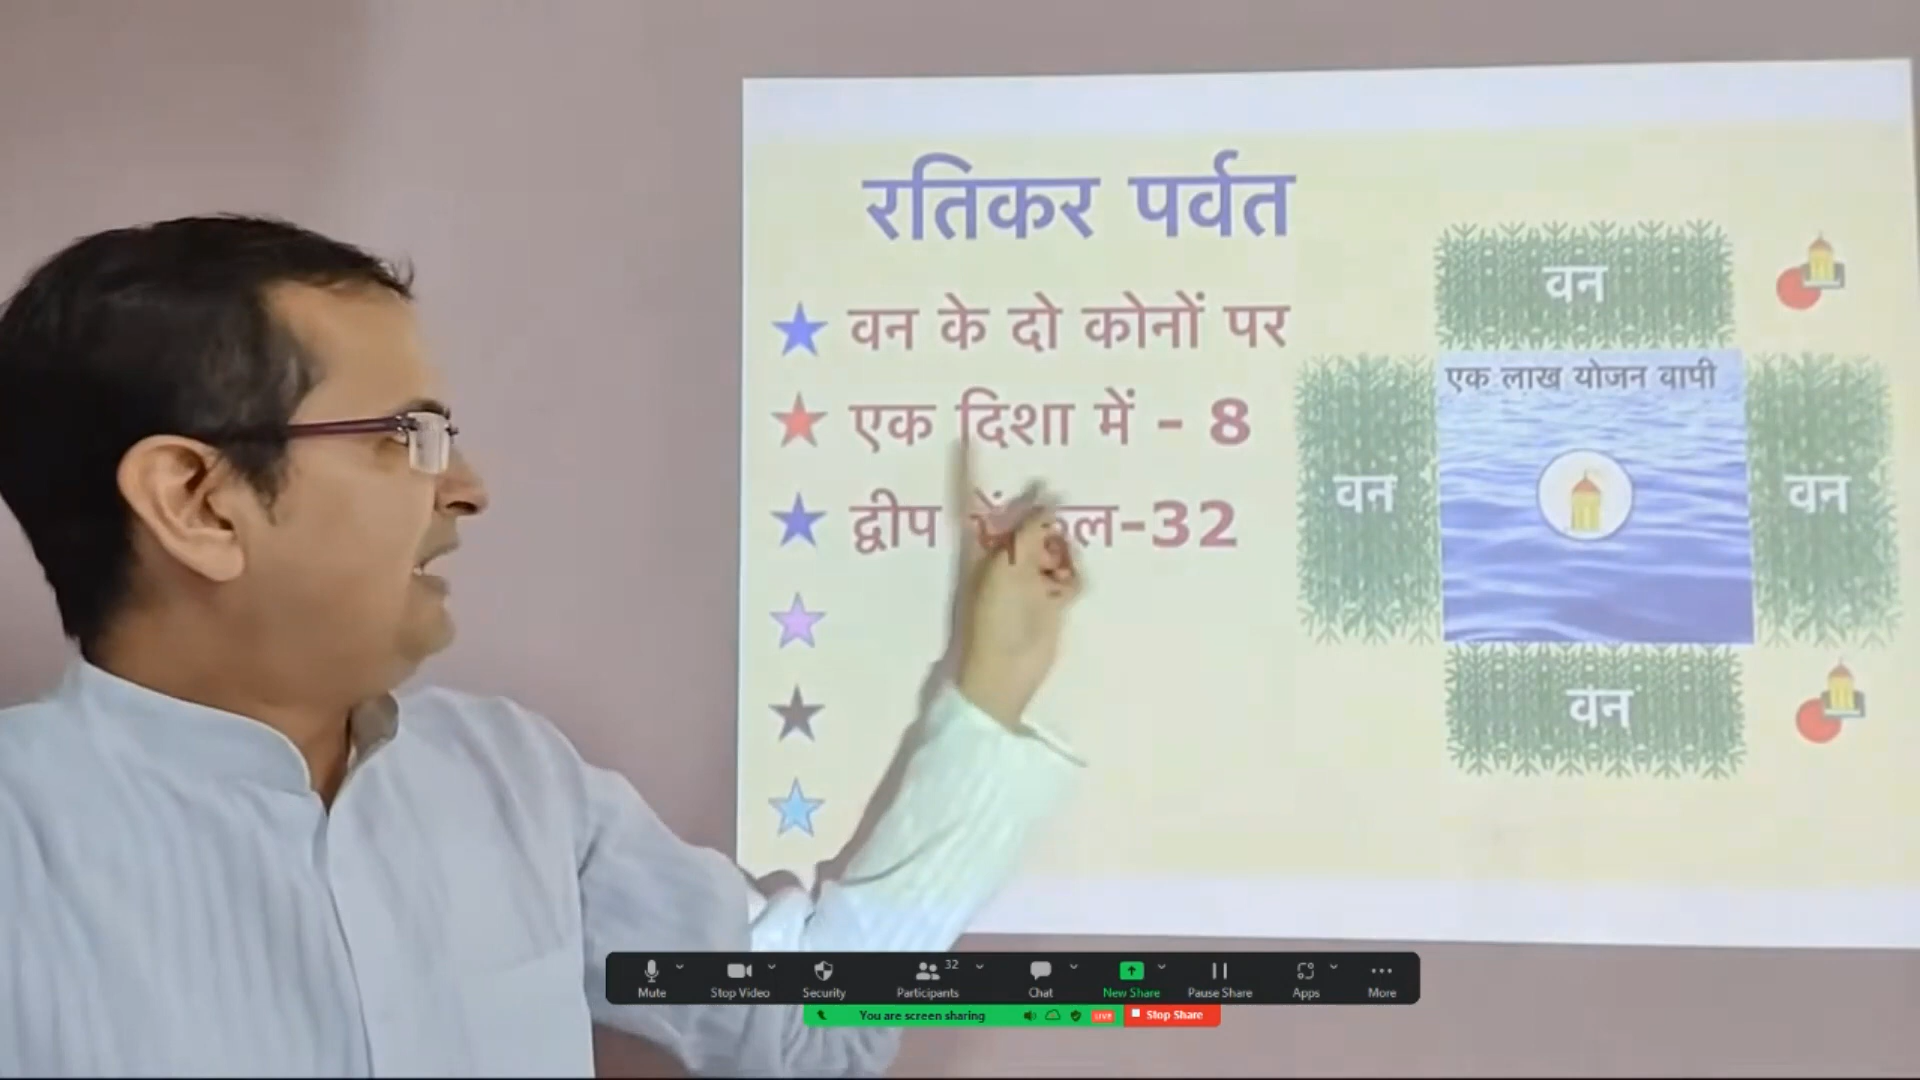 रतिकर पर्वत
वन के दो कोनों पर
एक दिशा में - 8
द्वीप में -32
वन
एक लाख योजन वापी
वन
वन
वन
Mute
Stop Video
Security
Participants
32
Chat
New Share
Pause Share
Apps
More
You are screen sharing
LIVE
Stop Share